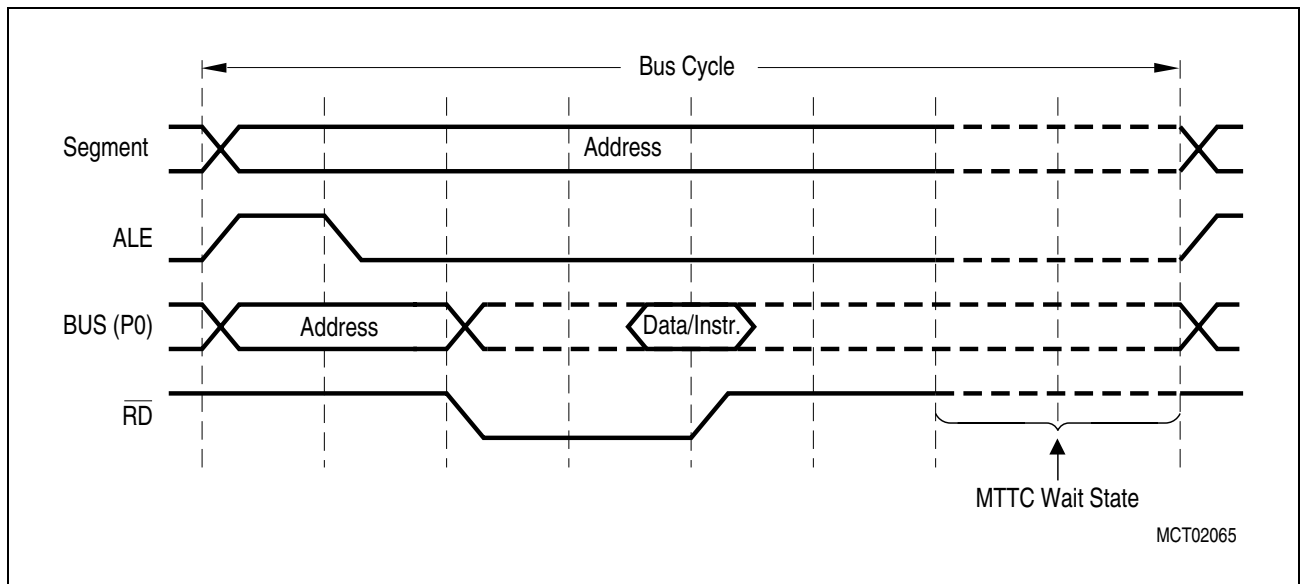 Bus Cycle
Segment
Address
ALE
BUS (P0)
Address
Data/Instr.
RD
MTTC Wait State
MCT02065